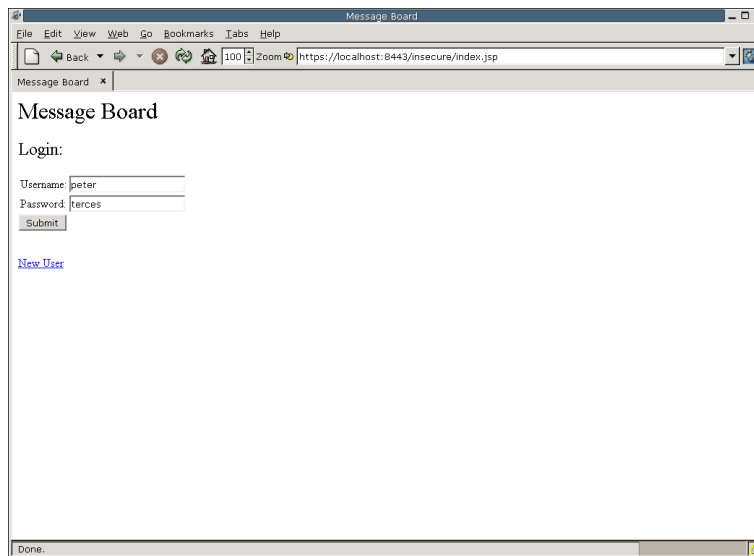 Message Board
File Edit View Web Go Bookmarks Tabs Help
Back 100 Zoom https://localhost:8443/insecure/index.jsp
Message Board x
Message Board
Login:
Username: peter
Password: terces
Submit
New User
Done.